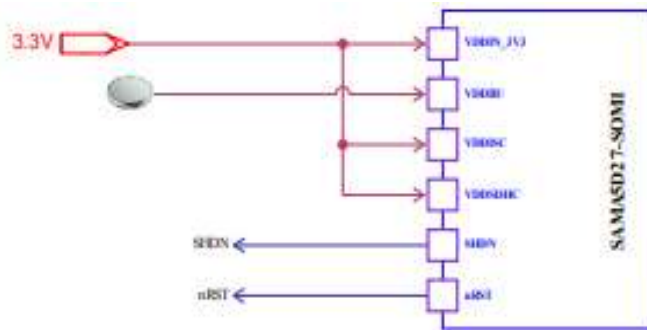 3.3V
VDDIN_3V3
VDDBU
VDDISC
VDDSDHC
SHDN
SHDN
nRST
nRST
SAMA5D27-SOM1